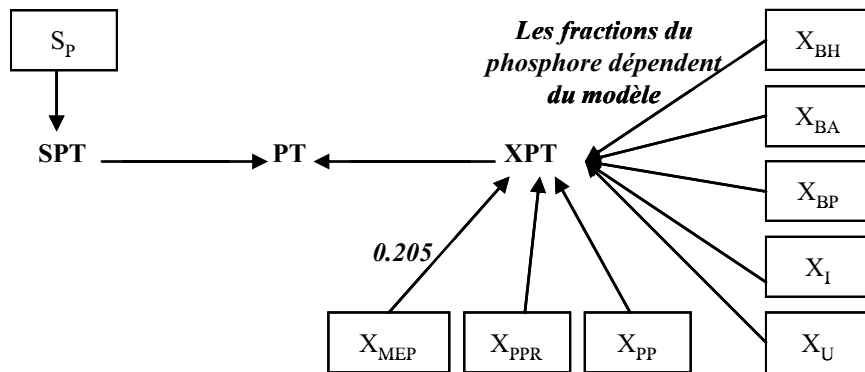 S_P
Les fractions du
phosphore dépendent
du modèle
X_BH
X_BA
SPT
PT
XPT
X_BP
0.205
X_I
X_MEP
X_PPR
X_PP
X_U